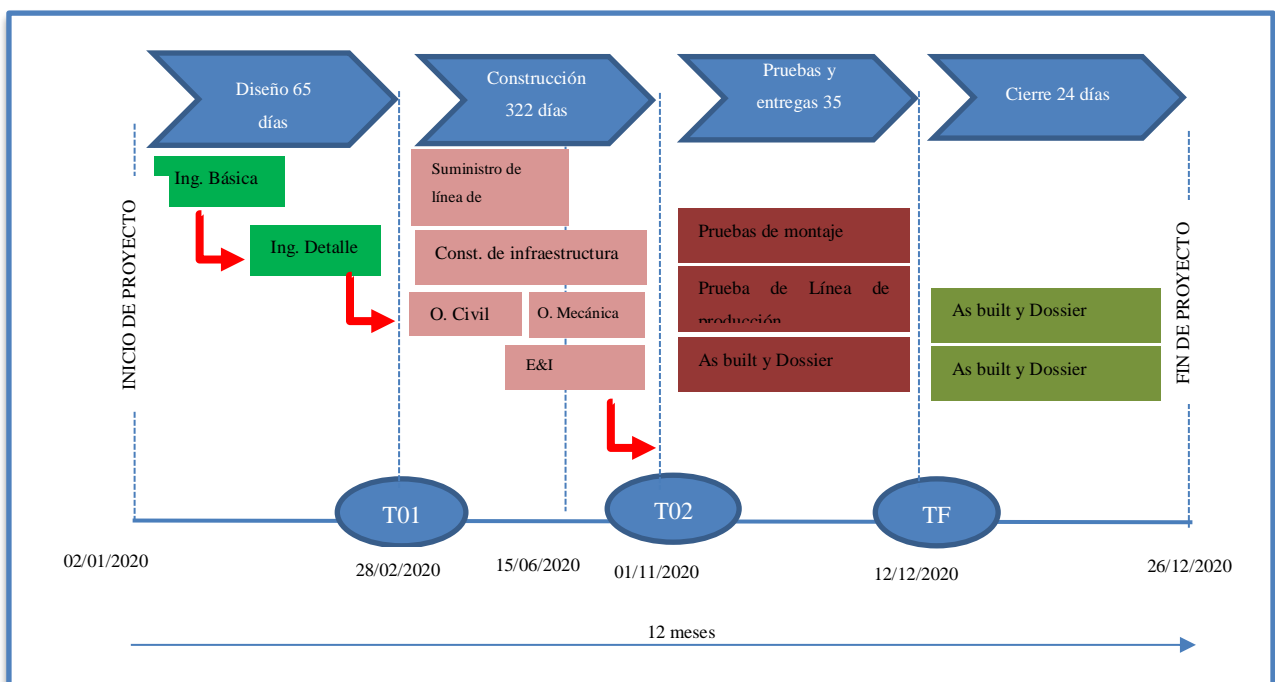 Diseño 65
días
Construcción
322 días
Pruebas y
entregas 35
Cierre 24 días
INICIO DE PROYECTO
Ing. Básica
Ing. Detalle
Suministro de
línea de
Const. de infraestructura
O. Civil
O. Mecánica
E&I
Pruebas de montaje
Prueba de Línea de
producción
As built y Dossier
As built y Dossier
As built y Dossier
FIN DE PROYECTO
T01
T02
TF
02/01/2020
28/02/2020
15/06/2020
01/11/2020
12/12/2020
26/12/2020
12 meses